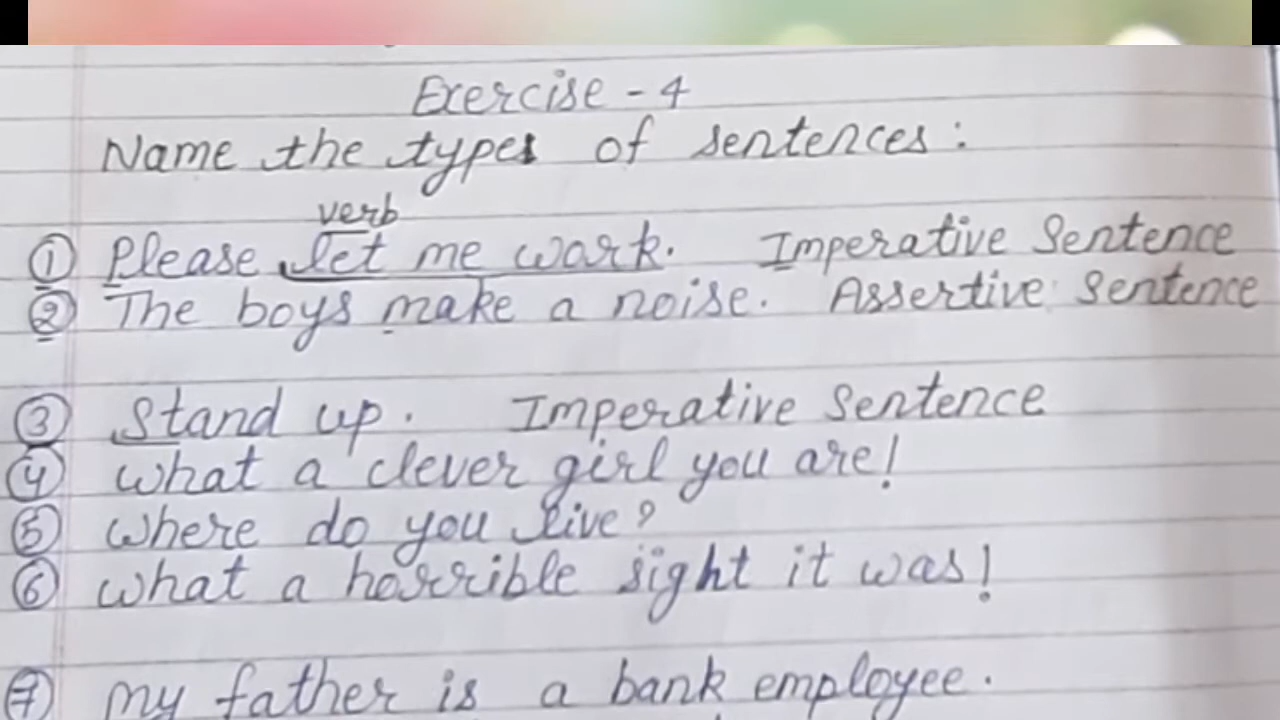 Exercise - 4
Name the types of sentences :
verb
① Please let me work. Imperative Sentence
② The boys make a noise. Assertive Sentence
③ Stand up. Imperative Sentence
④ What a clever girl you are!
⑤ Where do you live?
⑥ What a horrible sight it was!
⑦ My father is a bank employee.